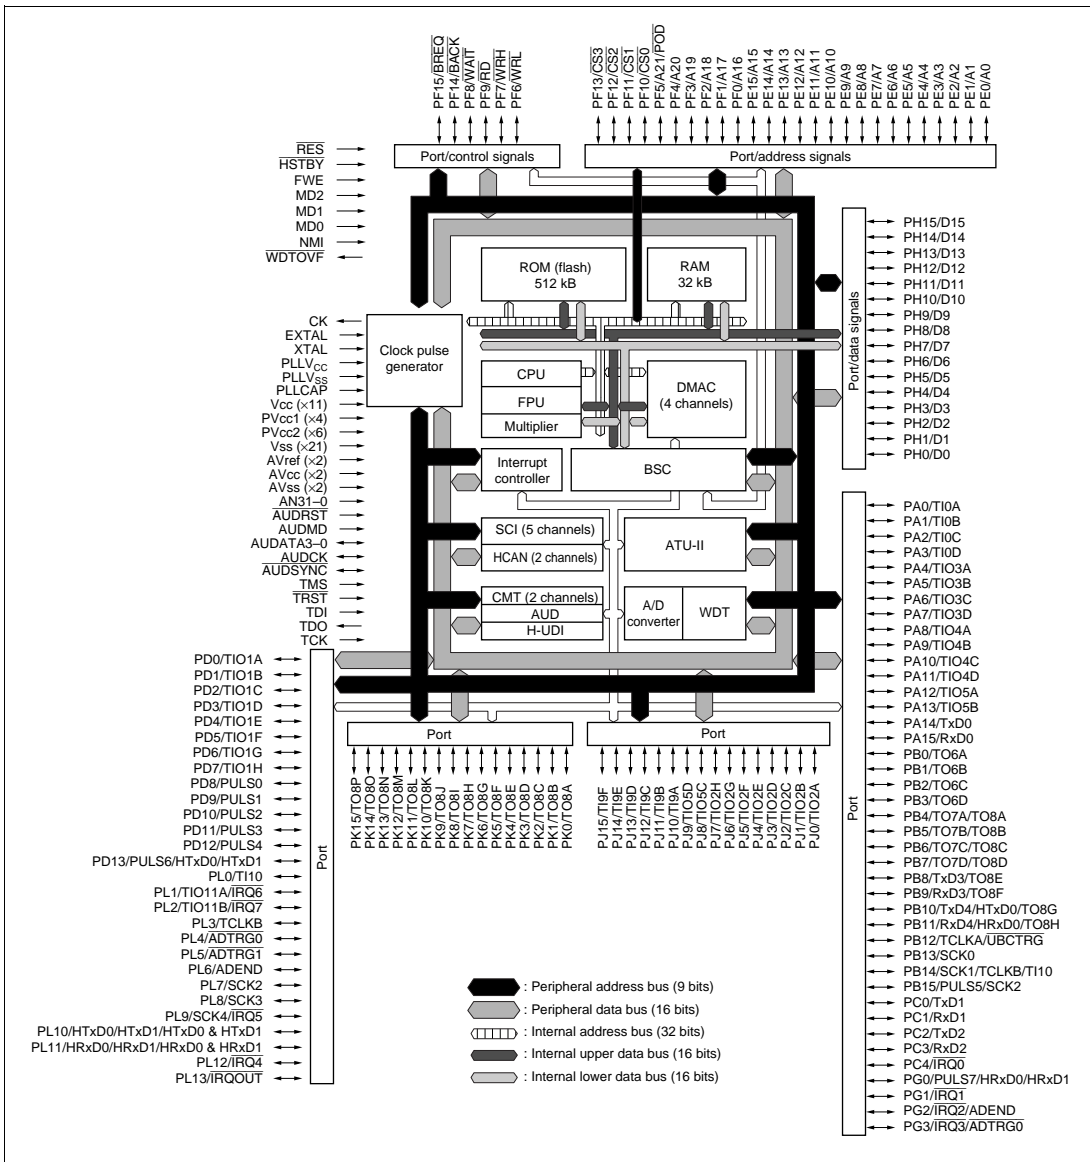 PF15/BREQ
PF14/BACK
PF8/WAIT
PF9/RD
PF7/WRH
PF6/WRL
PF13/CS3
PF12/CS2
PF11/CS1
PF10/CS0
PF5/A21/POD
PF4/A20
PF3/A19
PF2/A18
PF1/A17
PF0/A16
PE15/A15
PE14/A14
PE13/A13
PE12/A12
PE11/A11
PE10/A10
PE9/A9
PE8/A8
PE7/A7
PE6/A6
PE5/A5
PE4/A4
PE3/A3
PE2/A2
PE1/A1
PE0/A0
Port/control signals
Port/address signals
RES
HSTBY
FWE
MD2
MD1
MD0
NMI
WDTOVF
CK
EXTAL
XTAL
PLLVCC
PLLVSS
PLLCAP
Vcc (×11)
PVcc1 (×4)
PVcc2 (×6)
Vss (×21)
AVref (×2)
AVcc (×2)
AVss (×2)
AN31–0
AUDRST
AUDMD
AUDATA3–0
AUDCK
AUDSYNC
TMS
TRST
TDI
TDO
TCK
Clock pulse
generator
ROM (flash)
512 kB
RAM
32 kB
CPU
FPU
Multiplier
DMAC
(4 channels)
Interrupt
controller
BSC
SCI (5 channels)
HCAN (2 channels)
ATU-II
CMT (2 channels)
AUD
H-UDI
A/D
converter
WDT
Port/data signals
PH15/D15
PH14/D14
PH13/D13
PH12/D12
PH11/D11
PH10/D10
PH9/D9
PH8/D8
PH7/D7
PH6/D6
PH5/D5
PH4/D4
PH3/D3
PH2/D2
PH1/D1
PH0/D0
PA0/TI0A
PA1/TI0B
PA2/TI0C
PA3/TI0D
PA4/TIO3A
PA5/TIO3B
PA6/TIO3C
PA7/TIO3D
PA8/TIO4A
PA9/TIO4B
PA10/TIO4C
PA11/TIO4D
PA12/TIO5A
PA13/TIO5B
PA14/TxD0
PA15/RxD0
PB0/TO6A
PB1/TO6B
PB2/TO6C
PB3/TO6D
PB4/TO7A/TO8A
PB5/TO7B/TO8B
PB6/TO7C/TO8C
PB7/TO7D/TO8D
PB8/TxD3/TO8E
PB9/RxD3/TO8F
PB10/TxD4/HTxD0/TO8G
PB11/RxD4/HRxD0/TO8H
PB12/TCLKA/UBCTRG
PB13/SCK0
PB14/SCK1/TCLKB/TI10
PB15/PULS5/SCK2
PC0/TxD1
PC1/RxD1
PC2/TxD2
PC3/RxD2
PC4/IRQ0
PG0/PULS7/HRxD0/HRxD1
PG1/IRQ1
PG2/IRQ2/ADEND
PG3/IRQ3/ADTRG0
Port
PD0/TIO1A
PD1/TIO1B
PD2/TIO1C
PD3/TIO1D
PD4/TIO1E
PD5/TIO1F
PD6/TIO1G
PD7/TIO1H
PD8/PULS0
PD9/PULS1
PD10/PULS2
PD11/PULS3
PD12/PULS4
PD13/PULS6/HTxD0/HTxD1
PL0/TI10
PL1/TIO11A/IRQ6
PL2/TIO11B/IRQ7
PL3/TCLKB
PL4/ADTRG0
PL5/ADTRG1
PL6/ADEND
PL7/SCK2
PL8/SCK3
PL9/SCK4/IRQ5
PL10/HTxD0/HTxD1/HTxD0 & HTxD1
PL11/HRxD0/HRxD1/HRxD0 & HRxD1
PL12/IRQ4
PL13/IRQOUT
Port
Port
PK15/TO8P
PK14/TO8O
PK13/TO8N
PK12/TO8M
PK11/TO8L
PK10/TO8K
PK9/TO8J
PK8/TO8I
PK7/TO8H
PK6/TO8G
PK5/TO8F
PK4/TO8E
PK3/TO8D
PK2/TO8C
PK1/TO8B
PK0/TO8A
Port
PJ15/TI9F
PJ14/TI9E
PJ13/TI9D
PJ12/TI9C
PJ11/TI9B
PJ10/TI9A
PJ9/TIO5D
PJ8/TIO5C
PJ7/TIO2H
PJ6/TIO2G
PJ5/TIO2F
PJ4/TIO2E
PJ3/TIO2D
PJ2/TIO2C
PJ1/TIO2B
PJ0/TIO2A
: Peripheral address bus (9 bits)
: Peripheral data bus (16 bits)
: Internal address bus (32 bits)
: Internal upper data bus (16 bits)
: Internal lower data bus (16 bits)